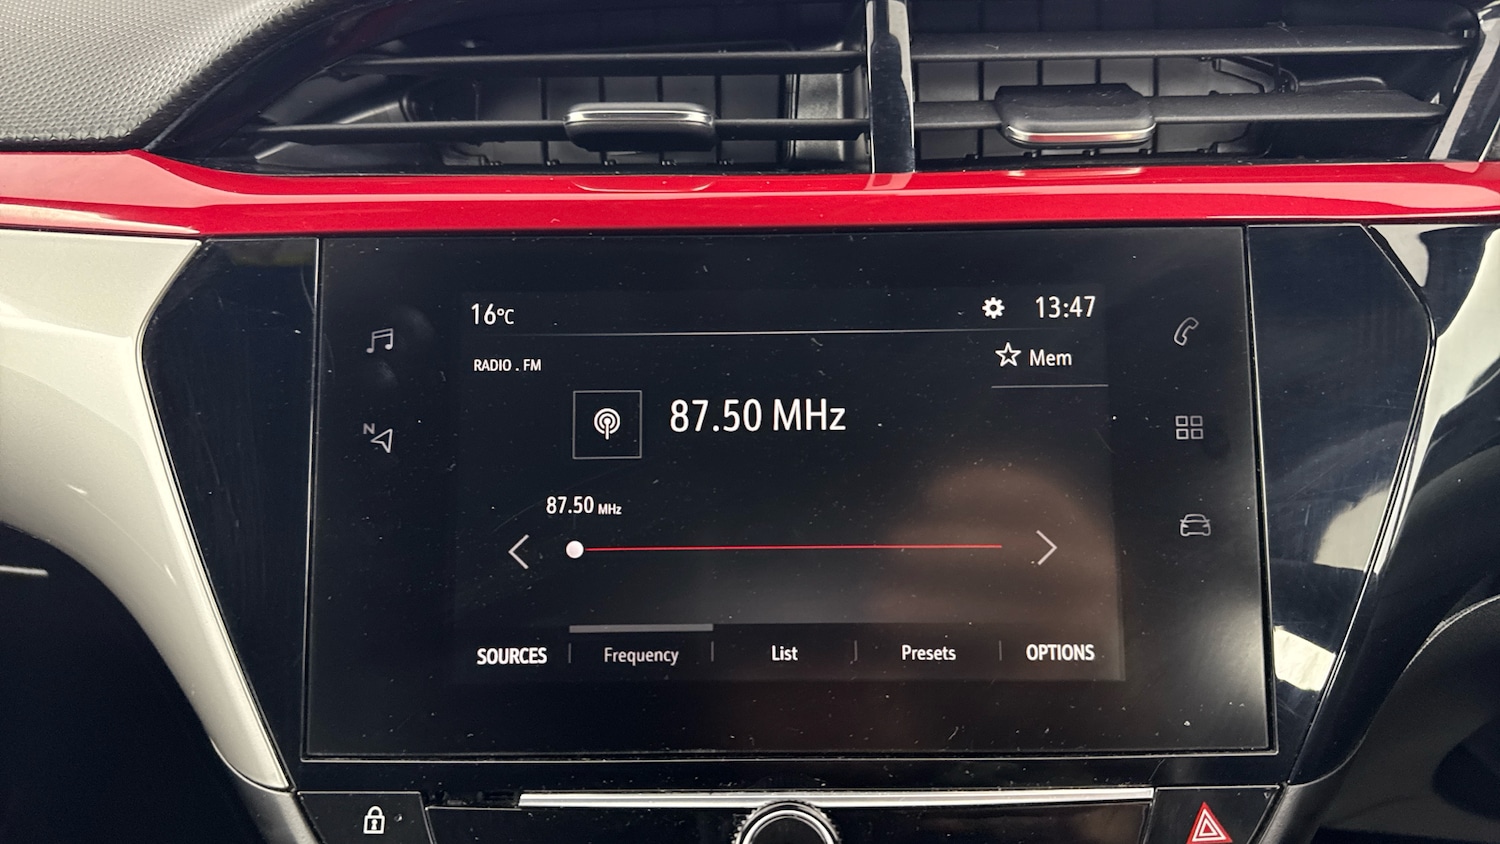 16°C 13:47
RADIO . FM
Mem
87.50 MHz
N
87.50 MHz
SOURCES Frequency List Presets OPTIONS